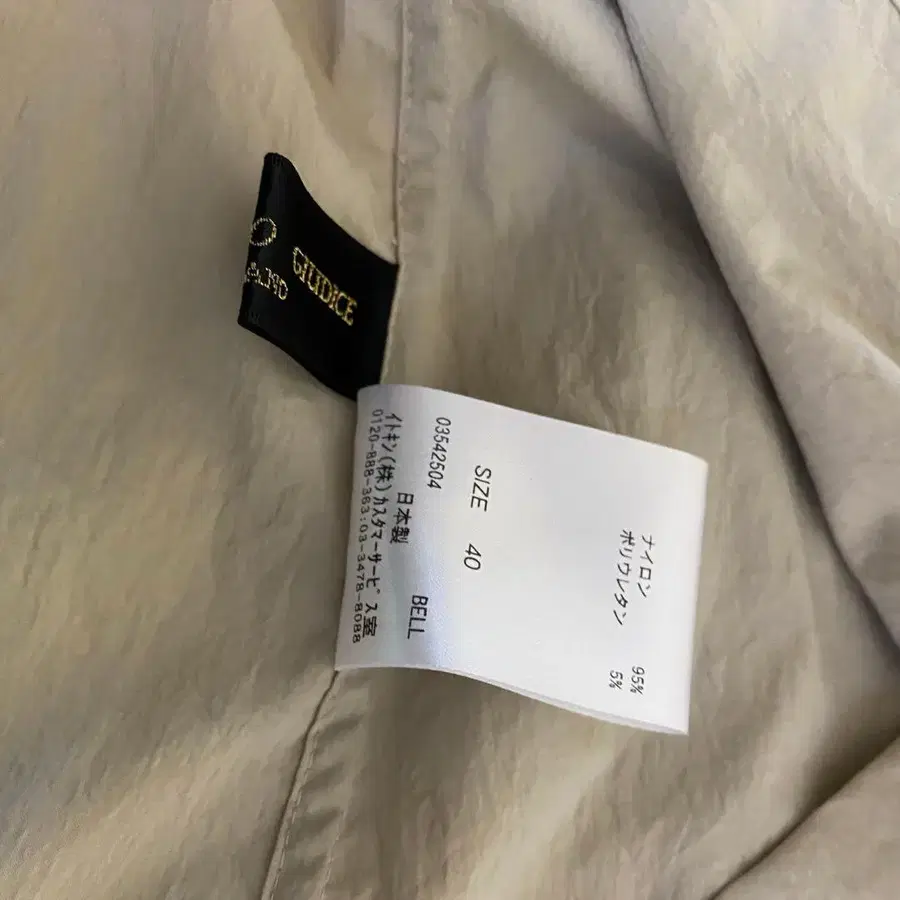 GIUDICE
ナイロン 95%
ポリウレタン 5%
SIZE 40
03542504
日本製 BELL
イトキン(株)カスタマーサービス室
0120-888-363:03-3478-8088